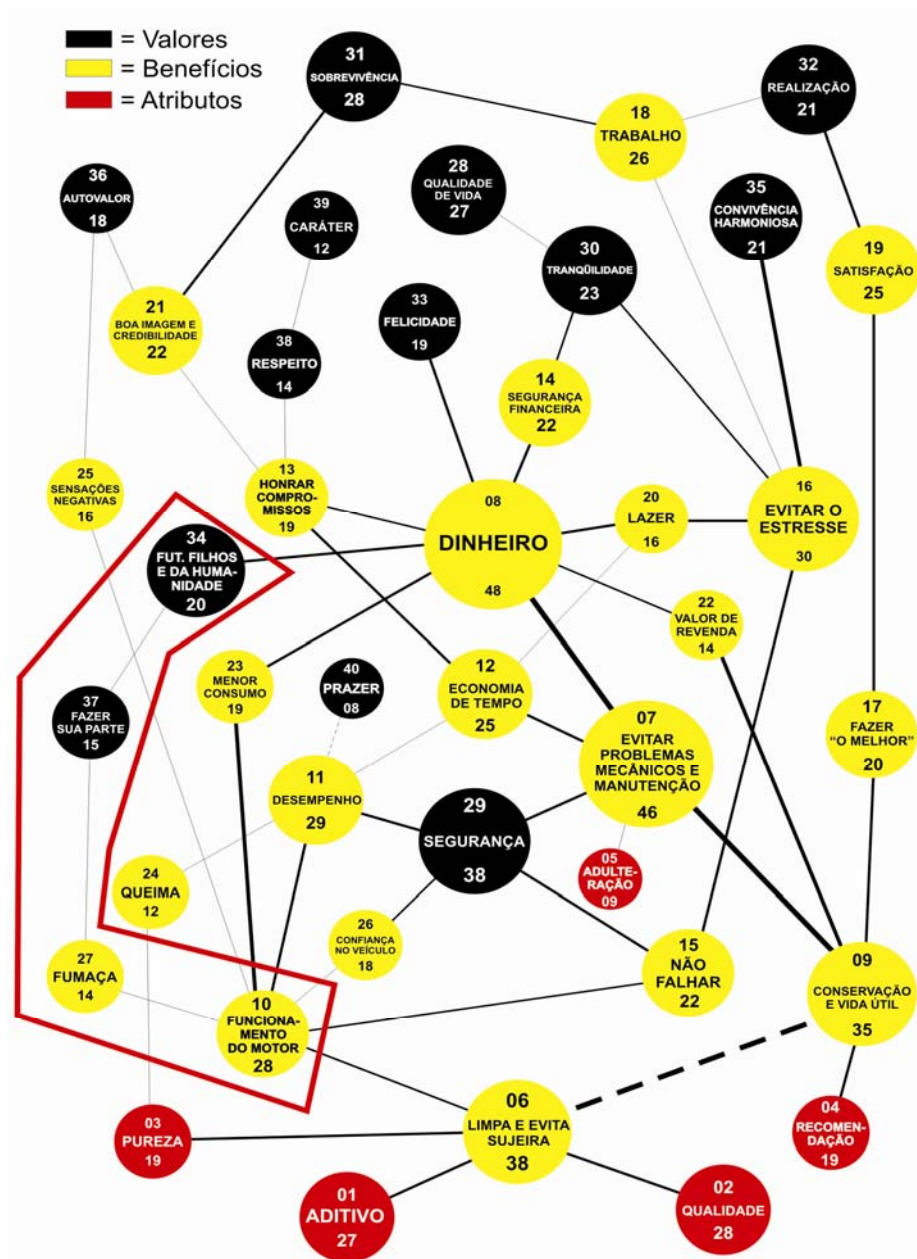 = Valores
= Benefícios
= Atributos
31
SOBREVIVÊNCIA
28
32
REALIZAÇÃO
21
18
TRABALHO
26
36
AUTOVALOR
18
39
CARÁTER
12
28
QUALIDADE
DE VIDA
27
35
CONVIVÊNCIA
HARMONIOSA
21
30
TRANQÜILIDADE
23
19
SATISFAÇÃO
25
21
BOA IMAGEM E
CREDIBILIDADE
22
33
FELICIDADE
19
38
RESPEITO
14
14
SEGURANÇA
FINANCEIRA
22
25
SENSAÇÕES
NEGATIVAS
16
13
HONRAR
COMPRO-
MISSOS
19
08
DINHEIRO
48
20
LAZER
16
16
EVITAR O
ESTRESSE
30
34
FUT. FILHOS
E DA HUMA-
NIDADE
20
22
VALOR DE
REVENDA
14
23
MENOR
CONSUMO
19
40
PRAZER
08
12
ECONOMIA
DE TEMPO
25
37
FAZER
SUA PARTE
15
07
EVITAR
PROBLEMAS
MECÂNICOS E
MANUTENÇÃO
46
17
FAZER
“O MELHOR”
20
11
DESEMPENHO
29
29
SEGURANÇA
38
05
ADULTE-
RAÇÃO
09
24
QUEIMA
12
26
CONFIANÇA
NO VEÍCULO
18
15
NÃO
FALHAR
22
27
FUMAÇA
14
09
CONSERVAÇÃO
E VIDA ÚTIL
35
10
FUNCIONA-
MENTO
DO MOTOR
28
03
PUREZA
19
06
LIMPA E EVITA
SUJEIRA
38
04
RECOMEN-
DAÇÃO
19
01
ADITIVO
27
02
QUALIDADE
28